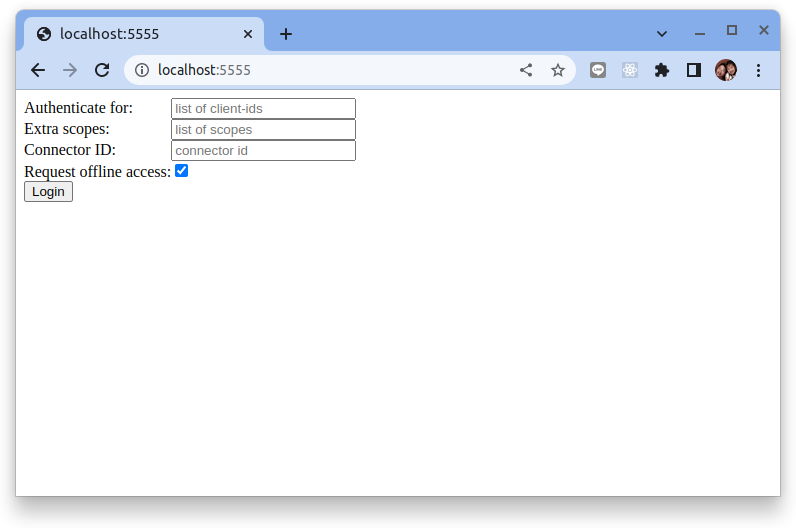 localhost:5555
localhost:5555
LINE
Authenticate for: list of client-ids
Extra scopes: list of scopes
Connector ID: connector id
Request offline access:
Login